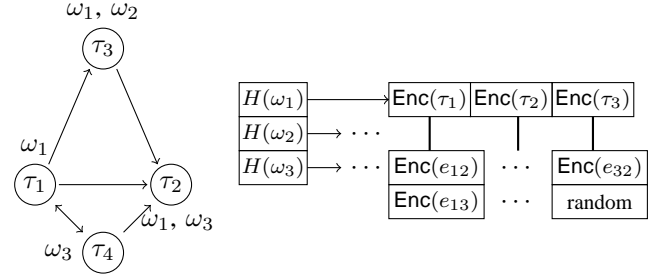 ω₁, ω₂
τ₃
ω₁
τ₁
τ₂
ω₁, ω₃
ω₃
τ₄
H(ω₁) Enc(τ₁) Enc(τ₂) Enc(τ₃)
H(ω₂) · · ·
H(ω₃) · · · Enc(e₁₂) · · · Enc(e₃₂)
Enc(e₁₃) · · · random